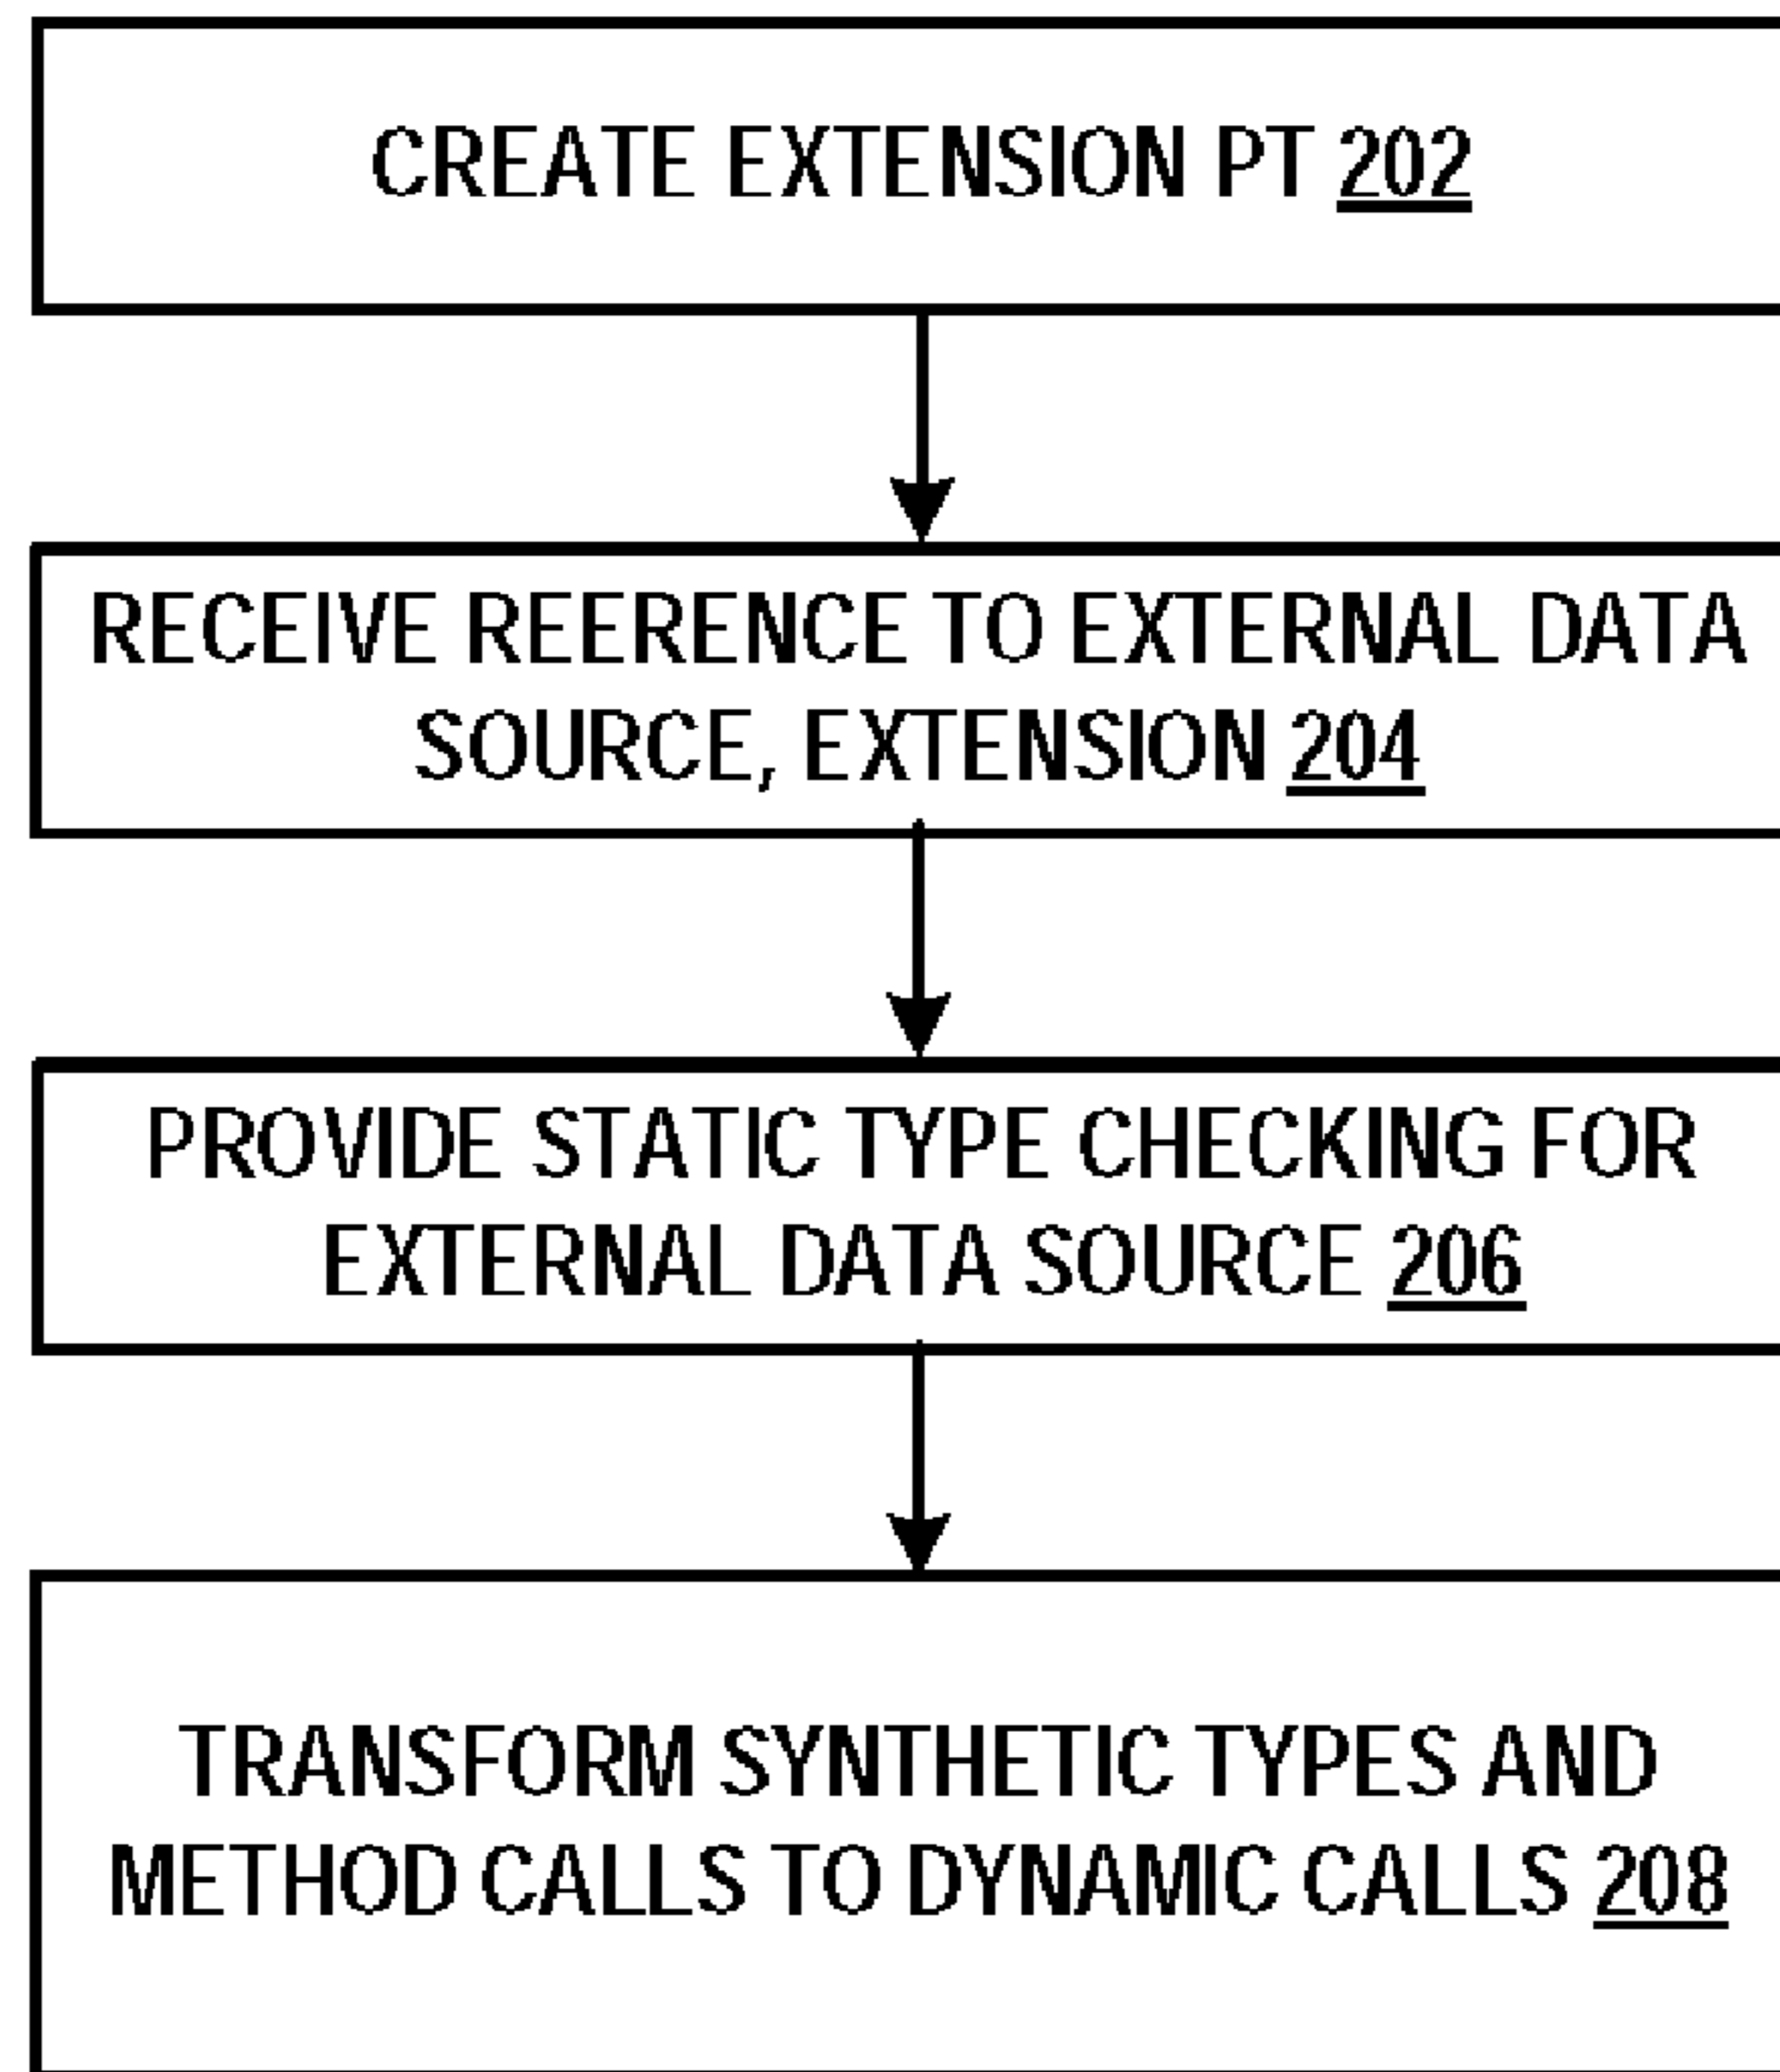 CREATE EXTENSION PT 202
RECEIVE REERENCE TO EXTERNAL DATA
SOURCE, EXTENSION 204
PROVIDE STATIC TYPE CHECKING FOR
EXTERNAL DATA SOURCE 206
TRANSFORM SYNTHETIC TYPES AND
METHOD CALLS TO DYNAMIC CALLS 208